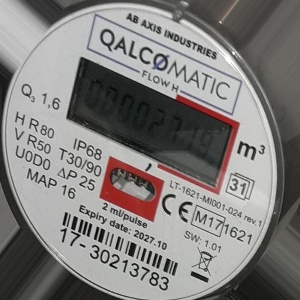 AB AXIS INDUSTRIES
QALCOMATIC
FLOW H
Q3 1,6
m³
H R80 IP68
V R50 T30/90
U0D0 ΔP 25
MAP 16
2 ml/pulse
LT-1621-MI001-024 rev. 1
31
CE M17 1621
SW: 1.01
Expiry date: 2027.10
17-30213783